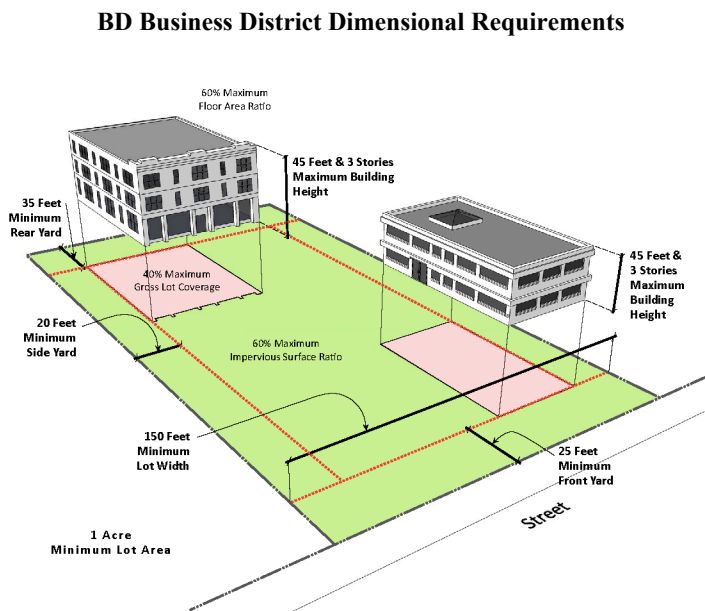 BD Business District Dimensional Requirements
60% Maximum
Floor Area Ratio
45 Feet & 3 Stories
Maximum Building
Height
35 Feet
Minimum
Rear Yard
45 Feet &
3 Stories
Maximum
Building
Height
40% Maximum
Gross Lot Coverage
20 Feet
Minimum
Side Yard
60% Maximum
Impervious Surface Ratio
150 Feet
Minimum
Lot Width
25 Feet
Minimum
Front Yard
Street
1 Acre
Minimum Lot Area